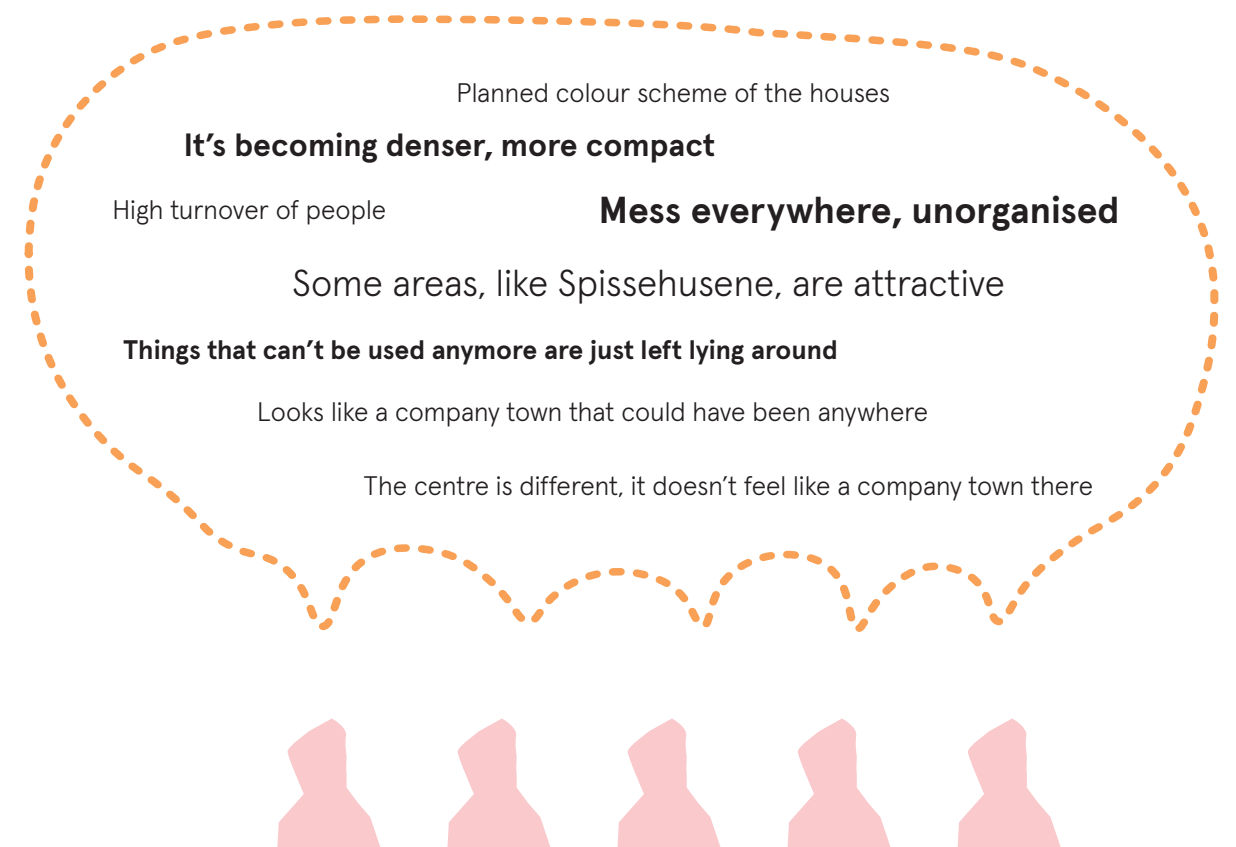 Planned colour scheme of the houses
It’s becoming denser, more compact
High turnover of people
Mess everywhere, unorganised
Some areas, like Spissehusene, are attractive
Things that can’t be used anymore are just left lying around
Looks like a company town that could have been anywhere
The centre is different, it doesn’t feel like a company town there